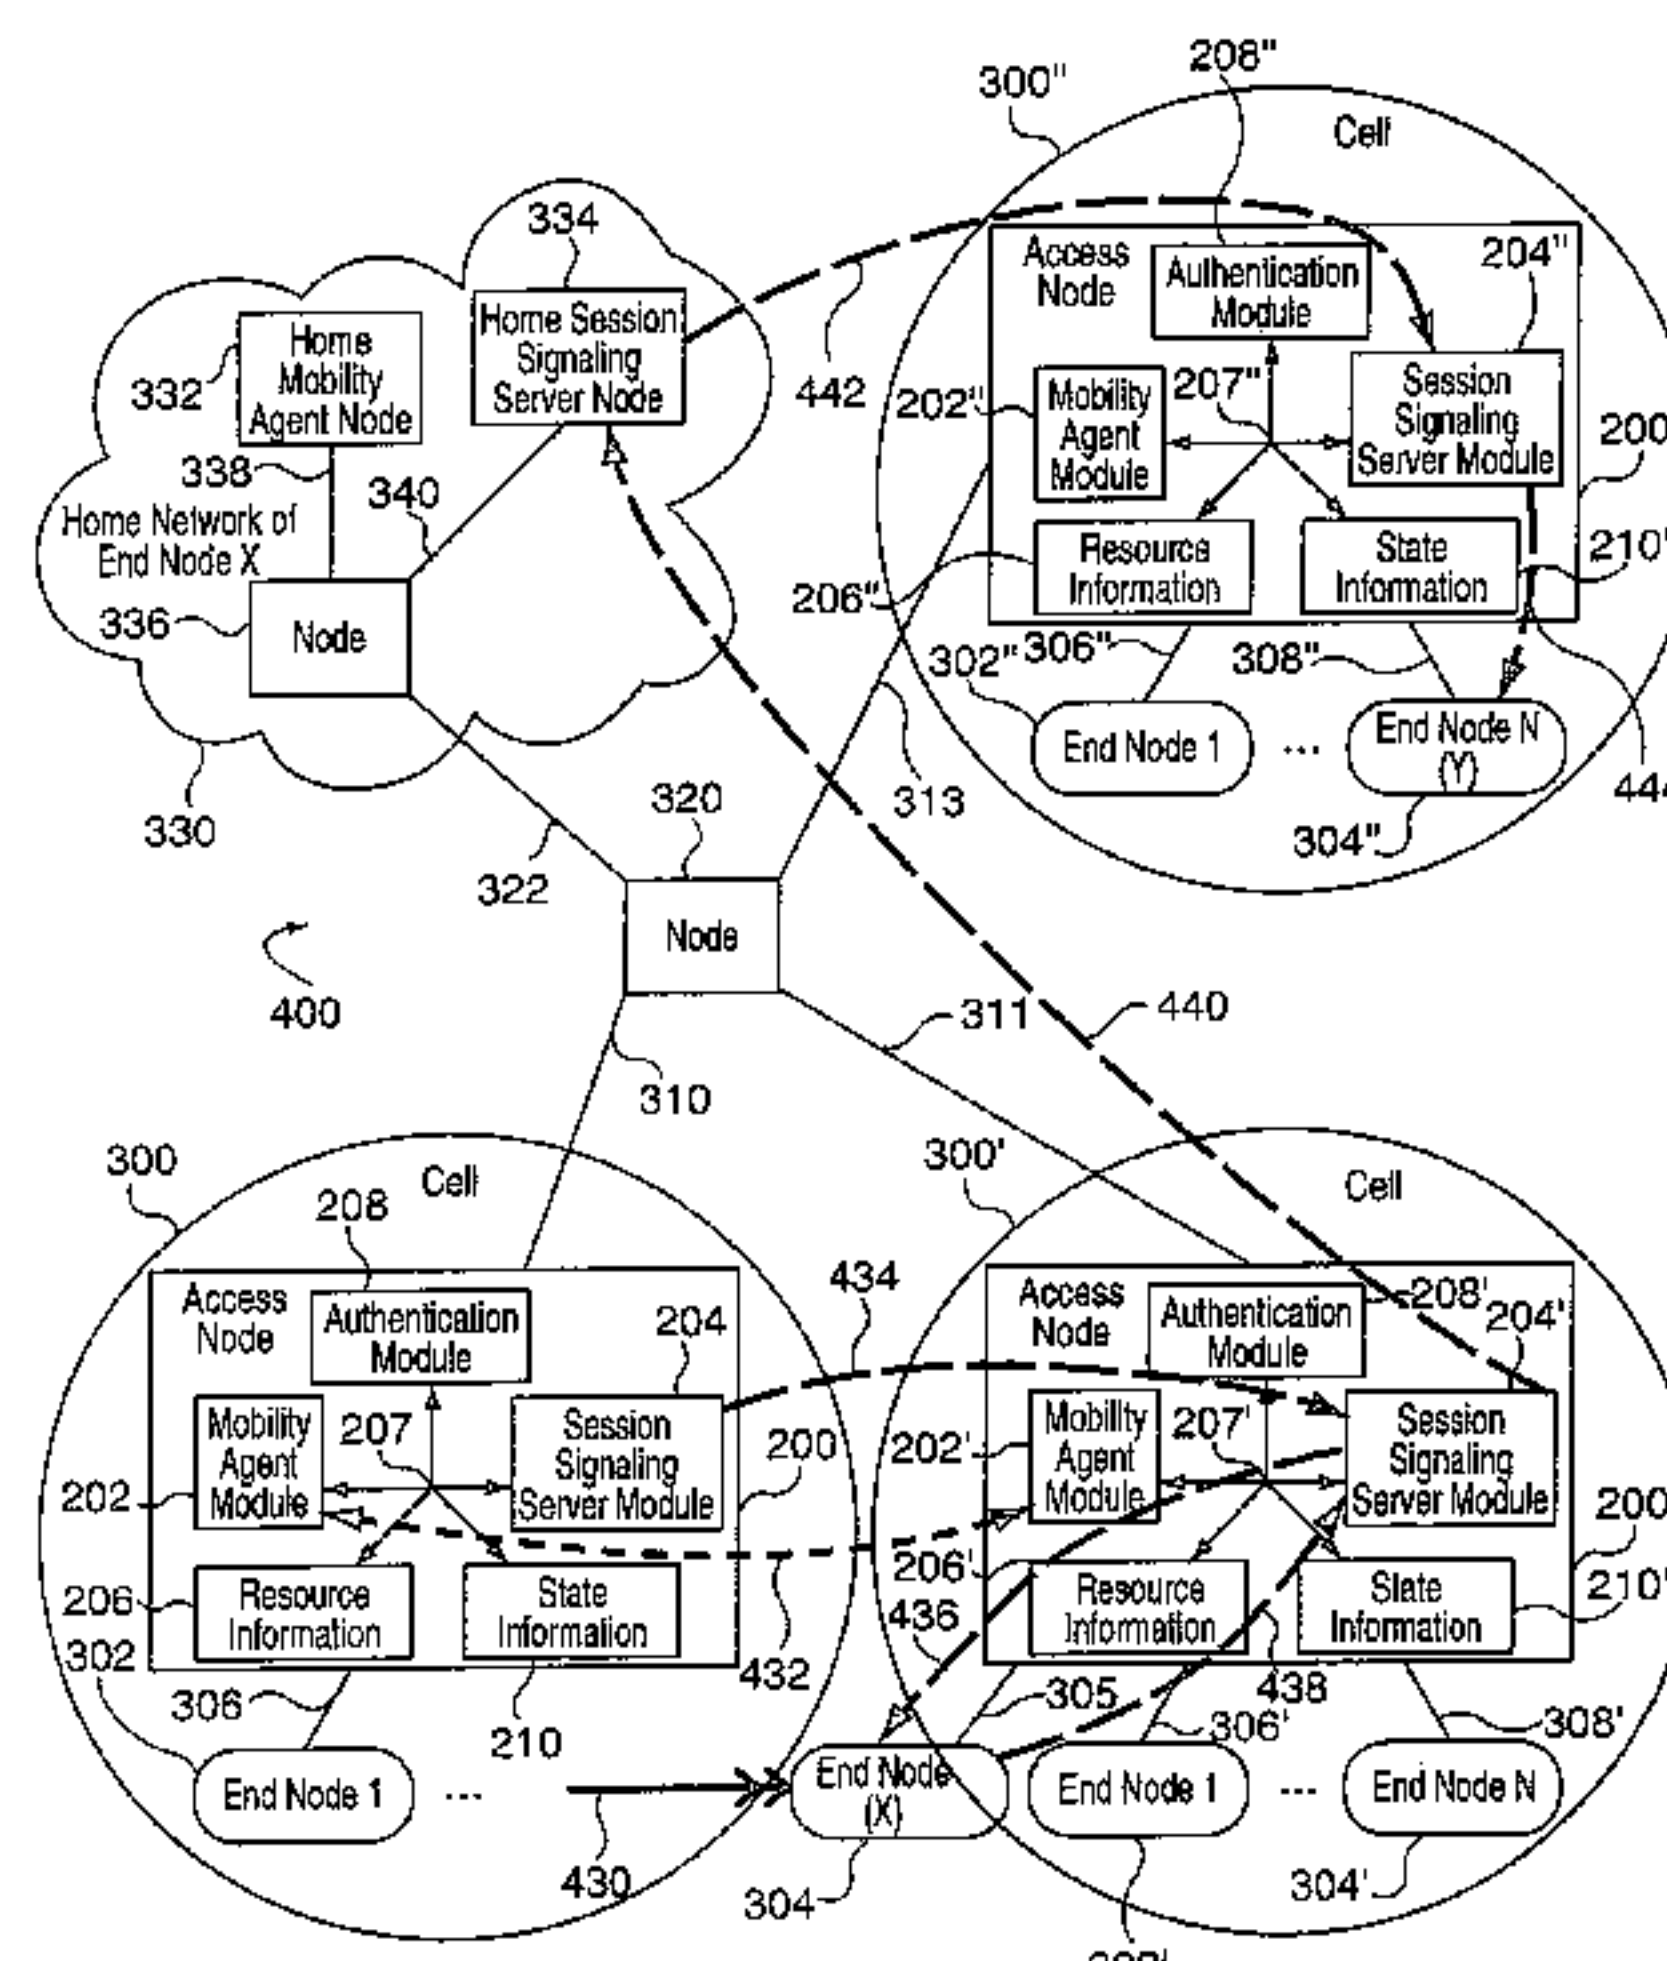 208"
300"
Cell
334
Access
Node
Authentication
Module
204"
Home Session
Signaling
Server Node
Home
Mobility
Agent Node
332
442
202"
Mobility
Agent
Module
207"
Session
Signaling
Server Module
200
338
340
Home Network of
End Node X
Resource
Information
State
Information
210"
206"
336
Node
302"
306"
308"
End Node 1
...
End Node N
(Y)
444
304"
330
320
313
322
Node
400
311
440
310
300
Cell
208
300'
Cell
434
208'
204'
Access
Node
Authentication
Module
204
Access
Node
Authentication
Module
Mobility
Agent
Module
207
Session
Signaling
Server Module
200
202
202'
Mobility
Agent
Module
207'
Session
Signaling
Server Module
200
206
Resource
Information
State
Information
206'
436
Resource
Information
State
Information
210'
302
306
210
432
305
306'
438
308'
End Node 1
...
End Node
(X)
End Node 1
...
End Node N
430
304
304'